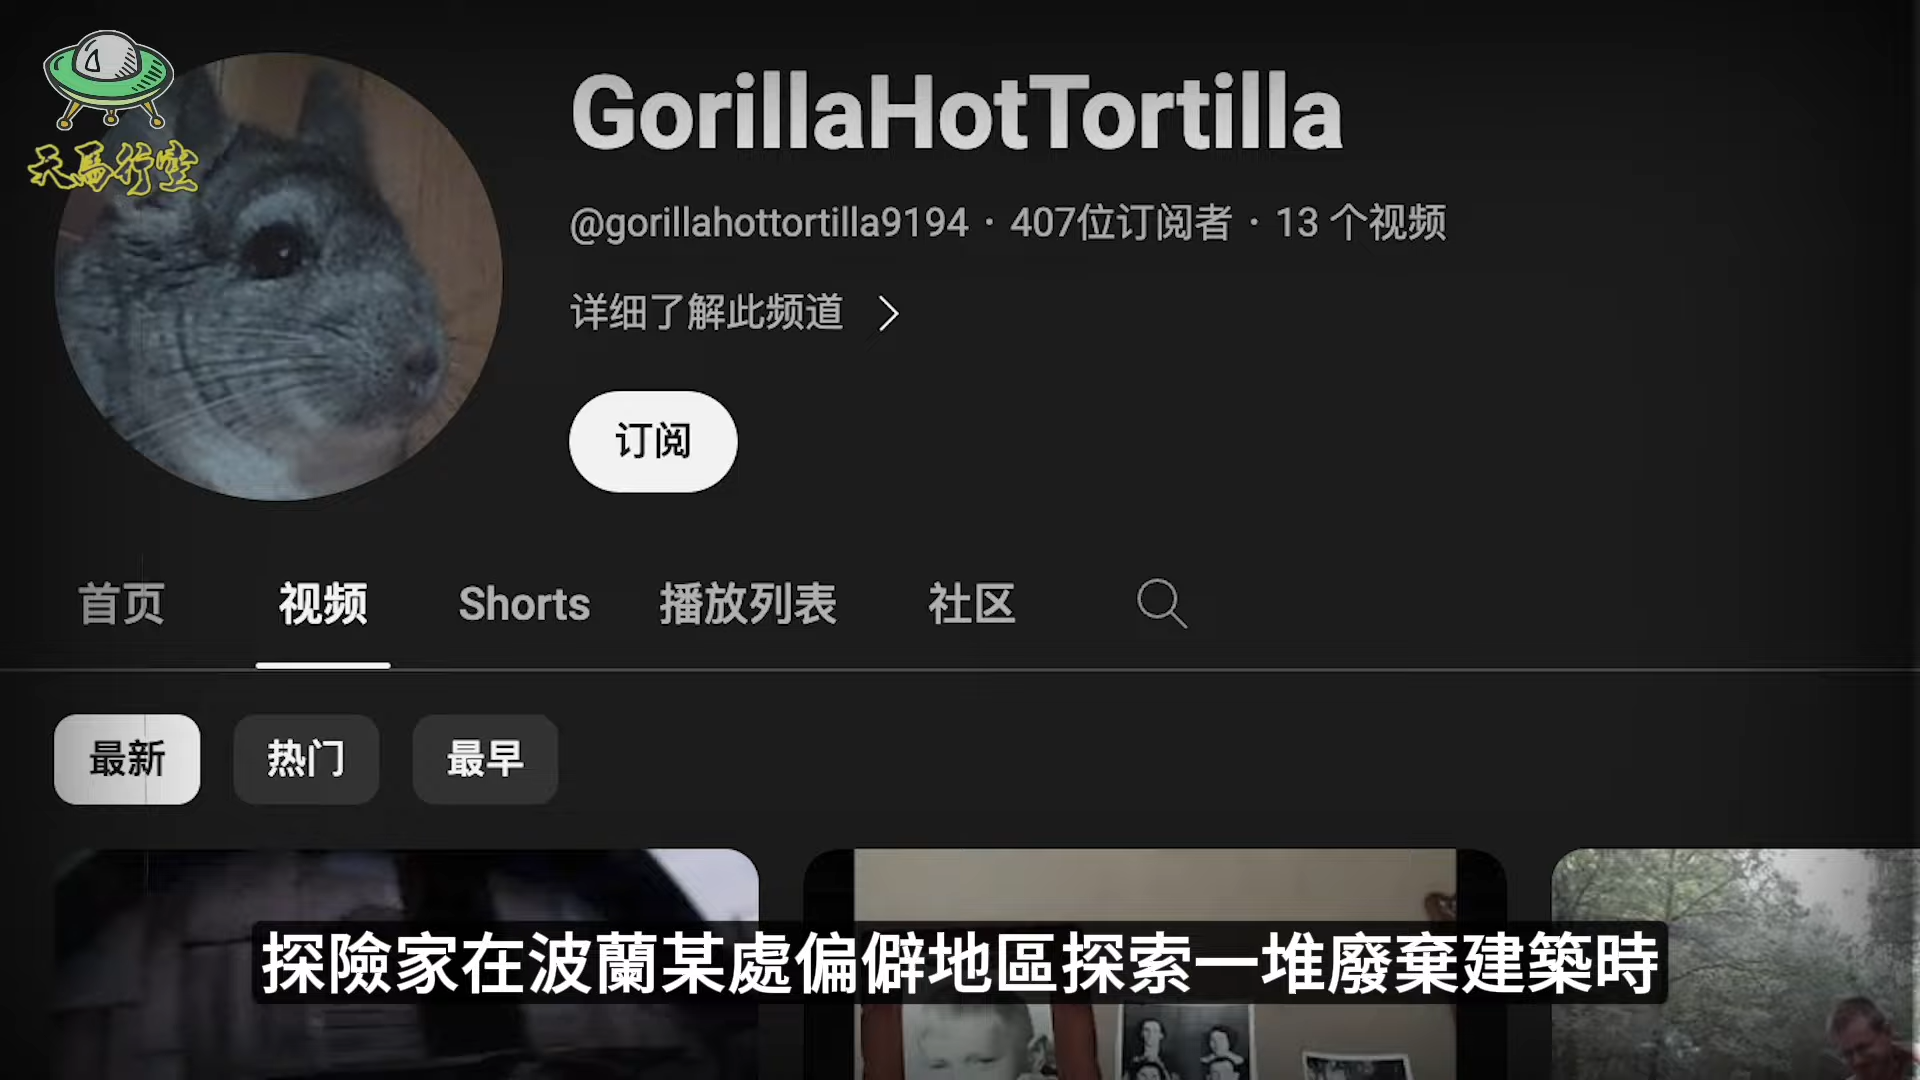 天馬行空
GorillaHotTortilla
@gorillahottortilla9194 · 407位订阅者 · 13 个视频
详细了解此频道
订阅
首页 视频 Shorts 播放列表 社区
最新 热门 最早
探險家在波蘭某處偏僻地區探索一堆廢棄建築時